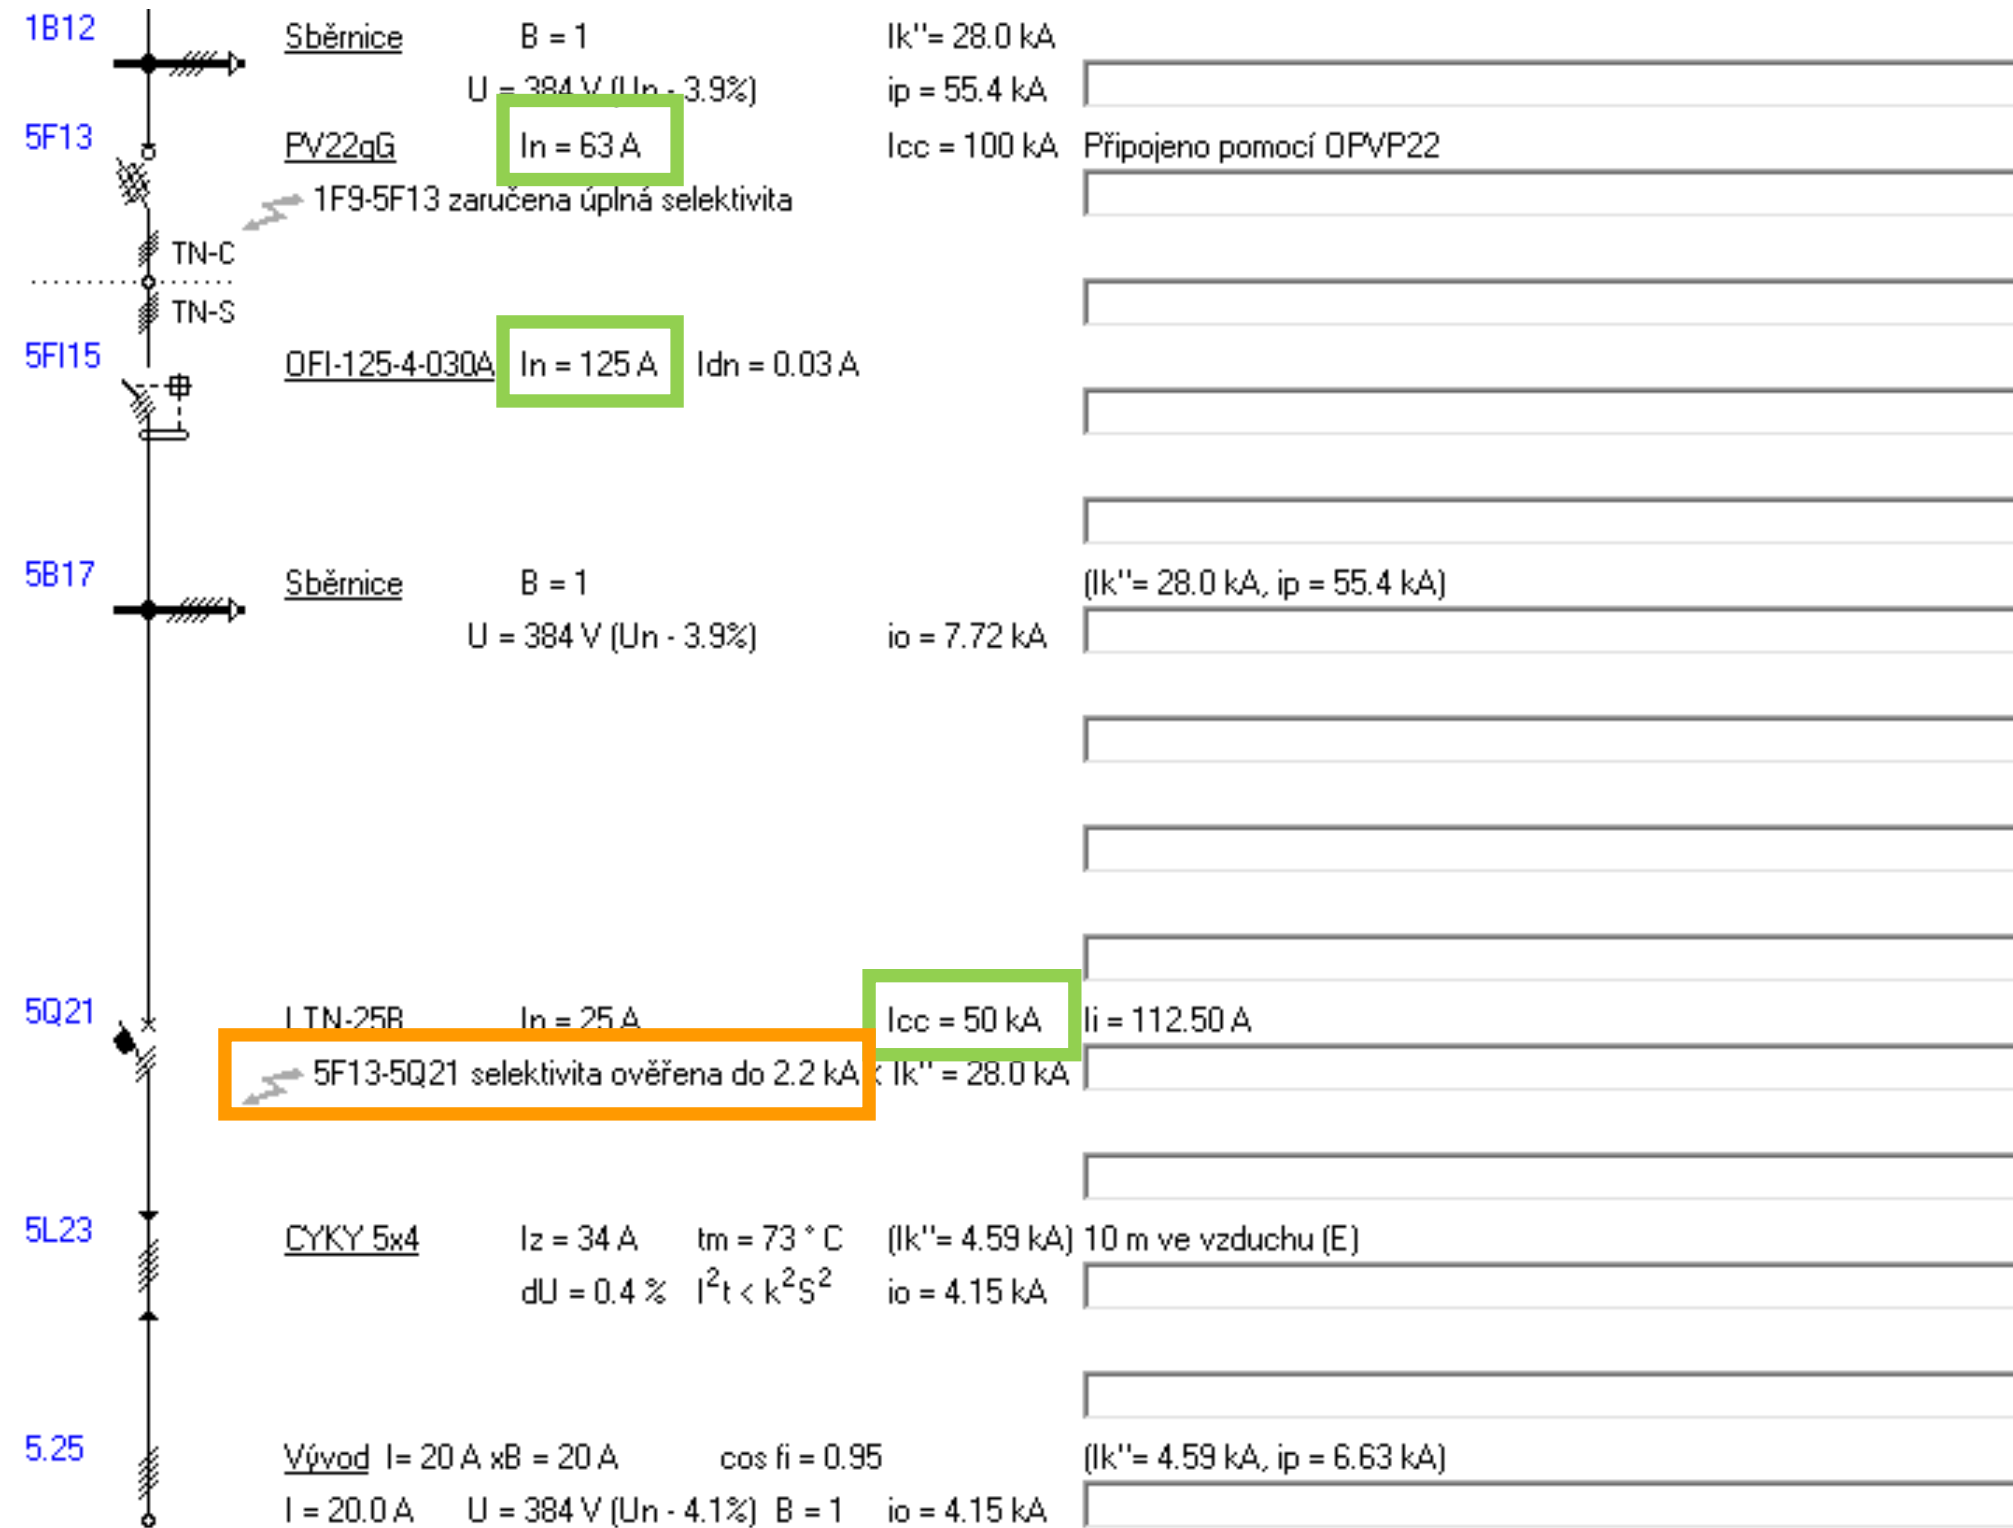 1B12 Sběrnice B = 1 Ik''= 28.0 kA
U = 384 V (Un - 3.9%) ip = 55.4 kA
5F13 PV22gG In = 63 A Icc = 100 kA Připojeno pomocí OPVP22
1F9-5F13 zaručena úplná selektivita
TN-C
TN-S
5FI15 OFI-125-4-030A In = 125 A Idn = 0.03 A
5B17 Sběrnice B = 1 (Ik''= 28.0 kA, ip = 55.4 kA)
U = 384 V (Un - 3.9%) io = 7.72 kA
5Q21 LTN-25B In = 25 A Icc = 50 kA Ii = 112.50 A
5F13-5Q21 selektivita ověřena do 2.2 kA < Ik'' = 28.0 kA
5L23 CYKY 5x4 Iz = 34 A tm = 73 ° C (Ik''= 4.59 kA) 10 m ve vzduchu (E)
dU = 0.4 % I²t < k²S² io = 4.15 kA
5.25 Vývod I= 20 A xB = 20 A cos fi = 0.95 (Ik''= 4.59 kA, ip = 6.63 kA)
I = 20.0 A U = 384 V (Un - 4.1%) B = 1 io = 4.15 kA